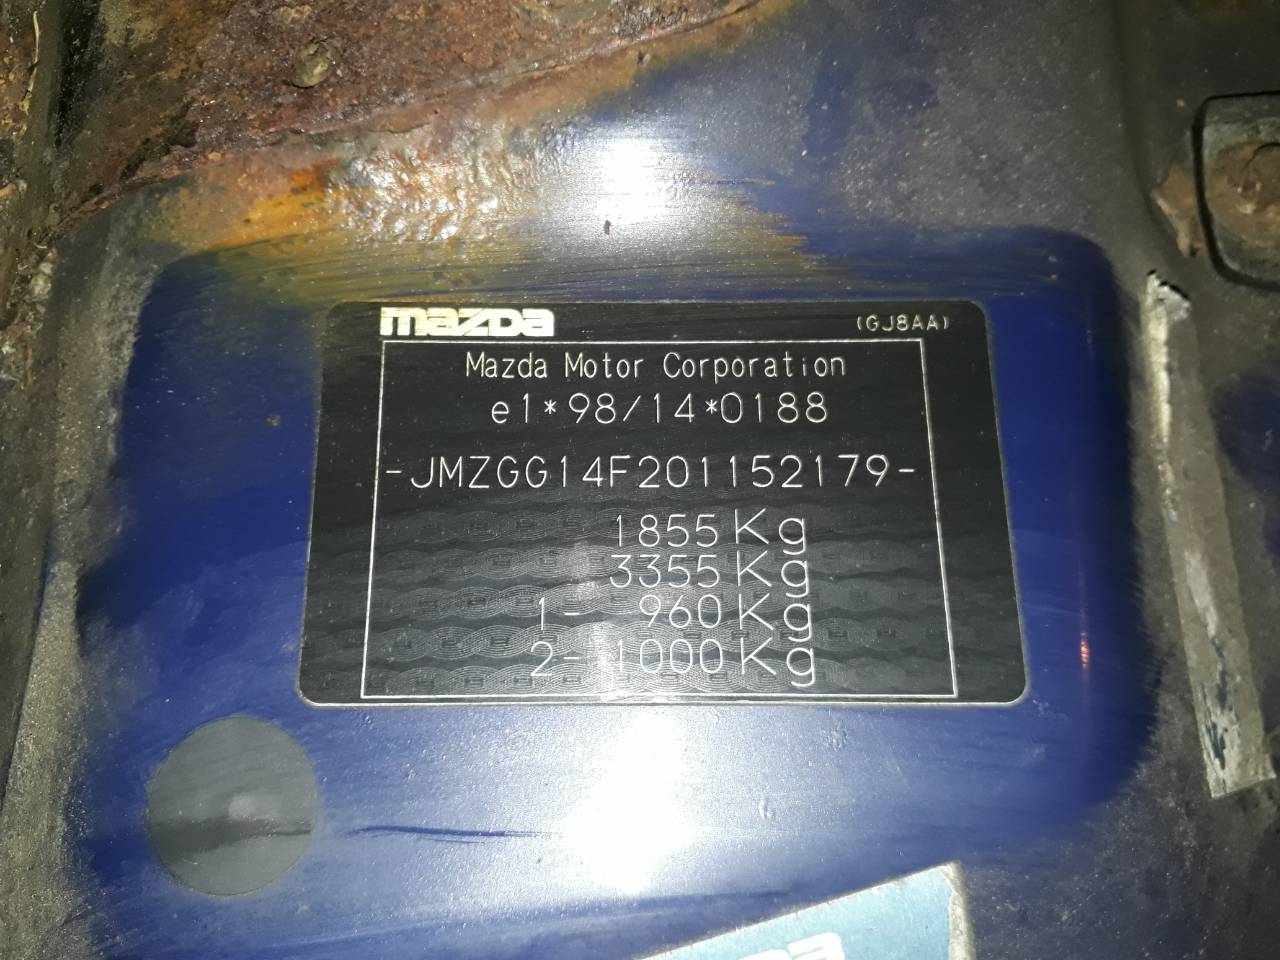 mazda (GJ8AA)
Mazda Motor Corporation
e1*98/14*0188
-JMZGG14F201152179-
1855Kg
3355Kg
1- 960Kg
2- 1000Kg